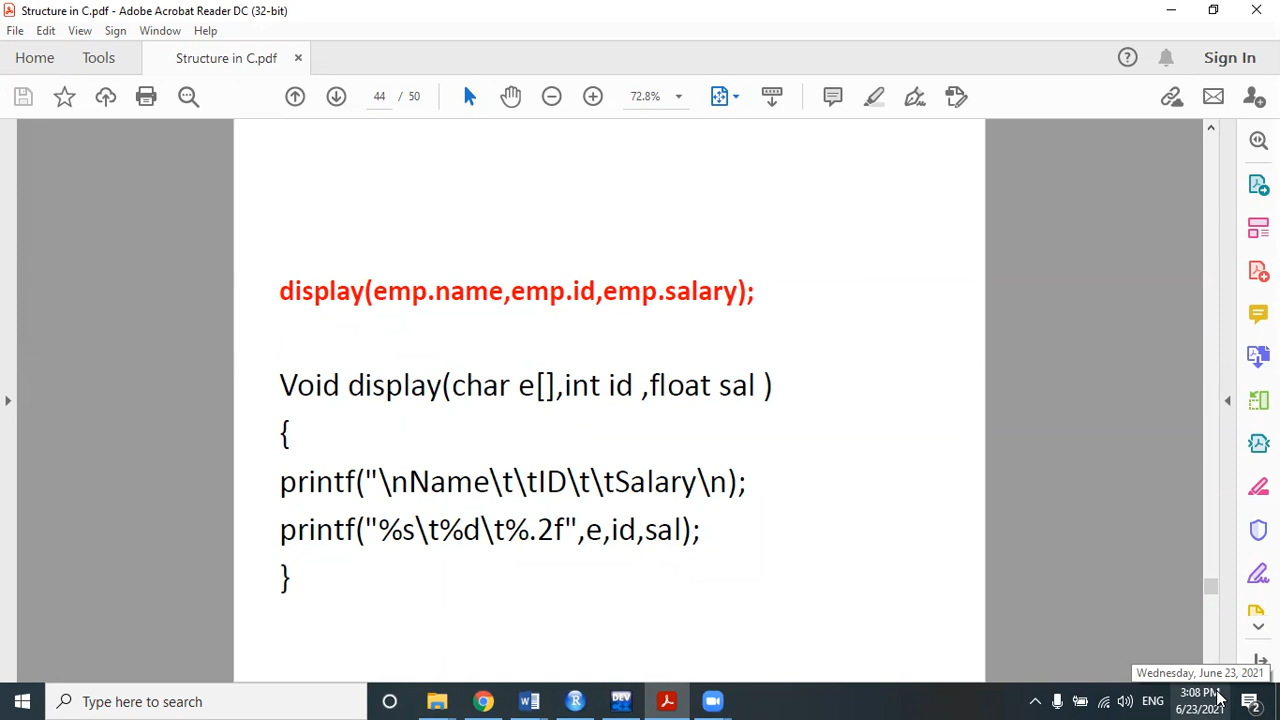 Structure in C.pdf - Adobe Acrobat Reader DC (32-bit)
File Edit View Sign Window Help
Home Tools Structure in C.pdf × Sign In
44 / 50 72.8%
display(emp.name,emp.id,emp.salary);
Void display(char e[],int id ,float sal )
{
printf("\nName\t\tID\t\tSalary\n);
printf("%s\t%d\t%.2f",e,id,sal);
}
Wednesday, June 23, 2021
Type here to search DEV ENG 3:08 PM
6/23/2021 2